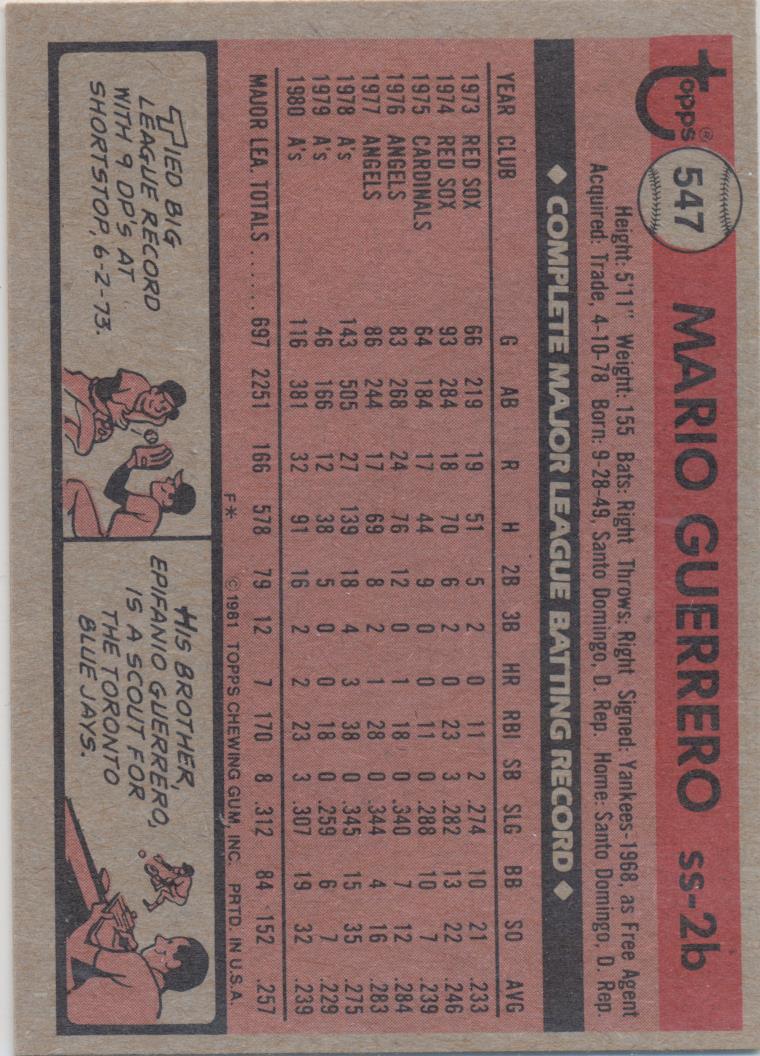 topps® 547 MARIO GUERRERO ss-2b
Height: 5'11" Weight: 155 Bats: Right Throws: Right Signed: Yankees-1968, as Free Agent
Acquired: Trade, 4-10-78 Born: 9-28-49, Santo Domingo, D. Rep. Home: Santo Domingo, D. Rep.
◆ COMPLETE MAJOR LEAGUE BATTING RECORD ◆
YEAR CLUB G AB R H 2B 3B HR RBI SB SLG BB SO AVG
1973 RED SOX 66 219 19 51 5 2 0 11 2 .274 10 21 .233
1974 RED SOX 93 284 18 70 6 2 0 23 3 .282 13 22 .246
1975 CARDINALS 64 184 17 44 9 0 0 11 0 .288 10 7 .239
1976 ANGELS 83 268 24 76 12 0 1 18 0 .340 7 12 .284
1977 ANGELS 86 244 17 69 8 2 1 28 0 .344 4 16 .283
1978 A's 143 505 27 139 18 4 3 38 0 .345 15 35 .275
1979 A's 46 166 12 38 5 0 0 18 0 .259 6 7 .229
1980 A's 116 381 32 91 16 2 2 23 3 .307 19 32 .239
MAJOR LEA. TOTALS ...... 697 2251 166 578 79 12 7 170 8 .312 84 152 .257
F* ©1981 TOPPS CHEWING GUM, INC. PRTD. IN U.S.A.
TIED BIG
LEAGUE RECORD
WITH 9 DP'S AT
SHORTSTOP, 6-2-73.
HIS BROTHER,
EPIFANIO GUERRERO,
IS A SCOUT FOR
THE TORONTO
BLUE JAYS.